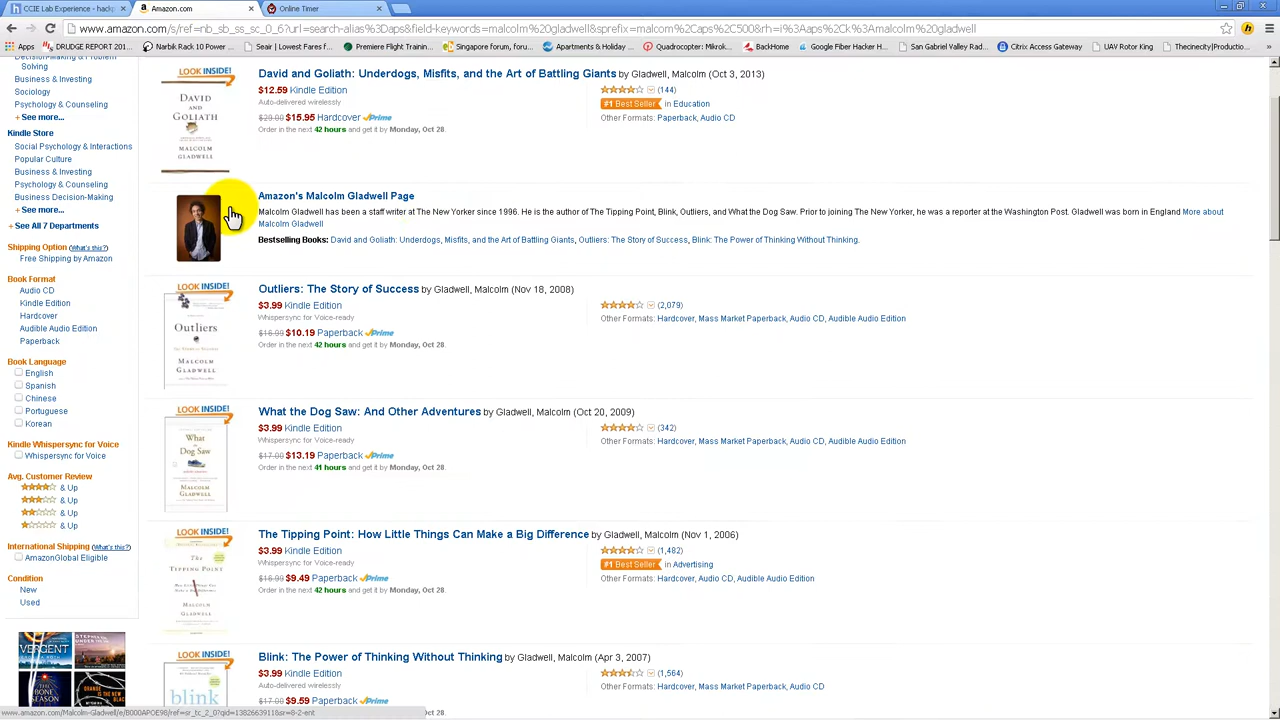 CCIE Lab Experience - hackp
Amazon.com
Online Timer
www.amazon.com/s/ref=nb_sb_ss_sc_0_6?url=search-alias%3Daps&field-keywords=malcolm%20gladwell&sprefix=malcom%2Caps%2C500&rh=i%3Aaps%2Ck%3Amalcolm%20gladwell
Apps
DRUDGE REPORT 201...
Narbik Rack 10 Power ...
Seair | Lowest Fares f...
Premiere Flight Trainin...
Singapore forum, foru...
Apartments & Holiday ...
Quadrocopter: Mikrok...
BackHome
Google Fiber Hacker H...
San Gabriel Valley Rad...
Citrix Access Gateway
UAV Rotor King
Thecinecity|Productio...
Decision-Making & Problem
Solving
Business & Investing
Sociology
Psychology & Counseling
+ See more...
Kindle Store
Social Psychology & Interactions
Popular Culture
Business & Investing
Psychology & Counseling
Business Decision-Making
+ See more...
+ See All 7 Departments
Shipping Option (What's this?)
Free Shipping by Amazon
Book Format
Audio CD
Kindle Edition
Hardcover
Audible Audio Edition
Paperback
Book Language
English
Spanish
Chinese
Portuguese
Korean
Kindle Whispersync for Voice
Whispersync for Voice
Avg. Customer Review
& Up
& Up
& Up
& Up
International Shipping (What's this?)
AmazonGlobal Eligible
Condition
New
Used
VERGENT
THE BONE SEASON
ORANGE IS THE NEW
LOOK INSIDE!
DAVID
AND
GOLIATH
MALCOLM
GLADWELL
David and Goliath: Underdogs, Misfits, and the Art of Battling Giants by Gladwell, Malcolm (Oct 3, 2013)
$12.59 Kindle Edition
Auto-delivered wirelessly
$29.00 $15.95 Hardcover Prime
Order in the next 42 hours and get it by Monday, Oct 28.
(144)
#1 Best Seller in Education
Other Formats: Paperback, Audio CD
Amazon's Malcolm Gladwell Page
Malcolm Gladwell has been a staff writer at The New Yorker since 1996. He is the author of The Tipping Point, Blink, Outliers, and What the Dog Saw. Prior to joining The New Yorker, he was a reporter at the Washington Post. Gladwell was born in England More about
Malcolm Gladwell
Bestselling Books: David and Goliath: Underdogs, Misfits, and the Art of Battling Giants, Outliers: The Story of Success, Blink: The Power of Thinking Without Thinking.
LOOK INSIDE!
Outliers
MALCOLM
GLADWELL
Outliers: The Story of Success by Gladwell, Malcolm (Nov 18, 2008)
$3.99 Kindle Edition
Whispersync for Voice-ready
$16.99 $10.19 Paperback Prime
Order in the next 42 hours and get it by Monday, Oct 28.
(2,079)
Other Formats: Hardcover, Mass Market Paperback, Audio CD, Audible Audio Edition
LOOK INSIDE!
What
the
Dog Saw
MALCOLM
GLADWELL
What the Dog Saw: And Other Adventures by Gladwell, Malcolm (Oct 20, 2009)
$3.99 Kindle Edition
Whispersync for Voice-ready
$17.00 $13.19 Paperback Prime
Order in the next 41 hours and get it by Monday, Oct 28.
(342)
Other Formats: Hardcover, Mass Market Paperback, Audio CD, Audible Audio Edition
LOOK INSIDE!
The
TIPPING
POINT
MALCOLM
GLADWELL
The Tipping Point: How Little Things Can Make a Big Difference by Gladwell, Malcolm (Nov 1, 2006)
$3.99 Kindle Edition
Whispersync for Voice-ready
$16.99 $9.49 Paperback Prime
Order in the next 42 hours and get it by Monday, Oct 28.
(1,482)
#1 Best Seller in Advertising
Other Formats: Hardcover, Audio CD, Audible Audio Edition
LOOK INSIDE!
blink
Blink: The Power of Thinking Without Thinking by Gladwell, Malcolm (Apr 3, 2007)
$3.99 Kindle Edition
Auto-delivered wirelessly
$17.00 $9.59 Paperback Prime
Oct 28.
(1,564)
Other Formats: Hardcover, Mass Market Paperback, Audio CD
www.amazon.com/Malcolm-Gladwell/e/B000APOE98/ref=sr_tc_2_0?qid=1382663911&sr=8-2-ent